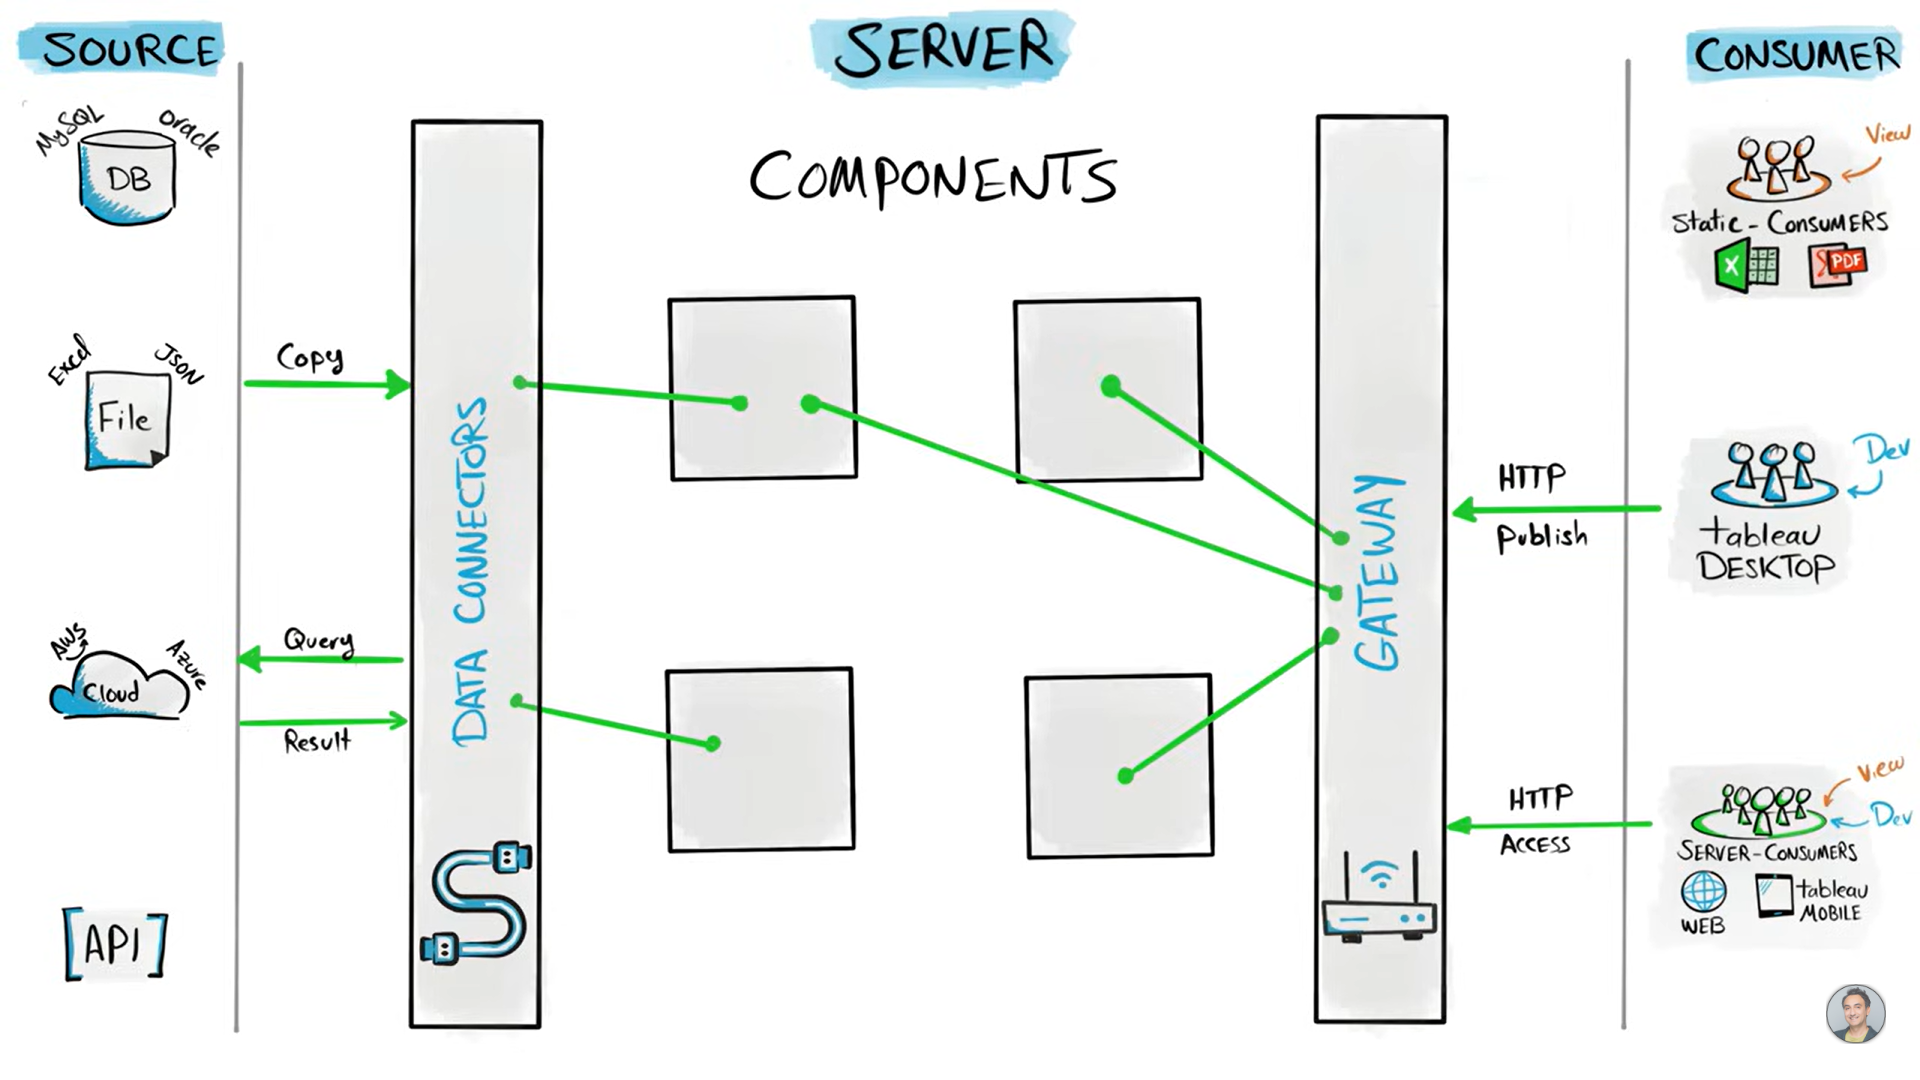 SOURCE
SERVER
CONSUMER
MySQL
Oracle
DB
COMPONENTS
View
Static - CONSUMERS
X
PDF
Excel
JSON
File
Copy
DATA CONNECTORS
GATEWAY
HTTP
Publish
Dev
tableau
DESKTOP
AWS
Azure
Cloud
Query
Result
HTTP
ACCESS
View
Dev
SERVER-CONSUMERS
WEB
tableau
MOBILE
[API]